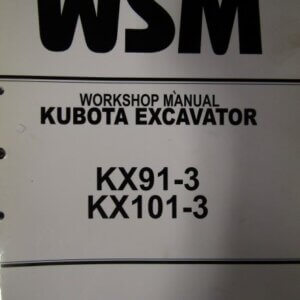 WSM
WORKSHOP MANUAL
KUBOTA EXCAVATOR
KX91-3
KX101-3